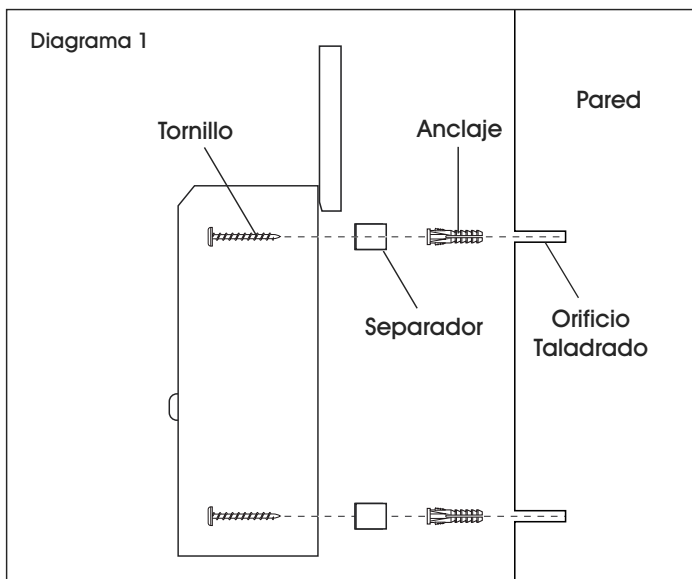 Diagrama 1
Pared
Tornillo
Anclaje
Separador
Orificio
Taladrado